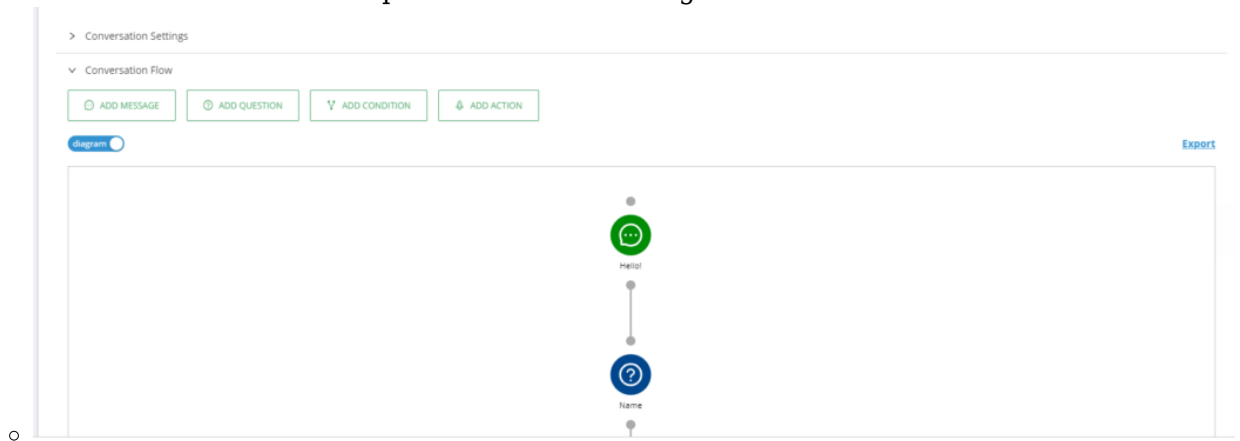 Conversation Settings
Conversation Flow
ADD MESSAGE
ADD QUESTION
ADD CONDITION
ADD ACTION
diagram
Export
Hello!
Name